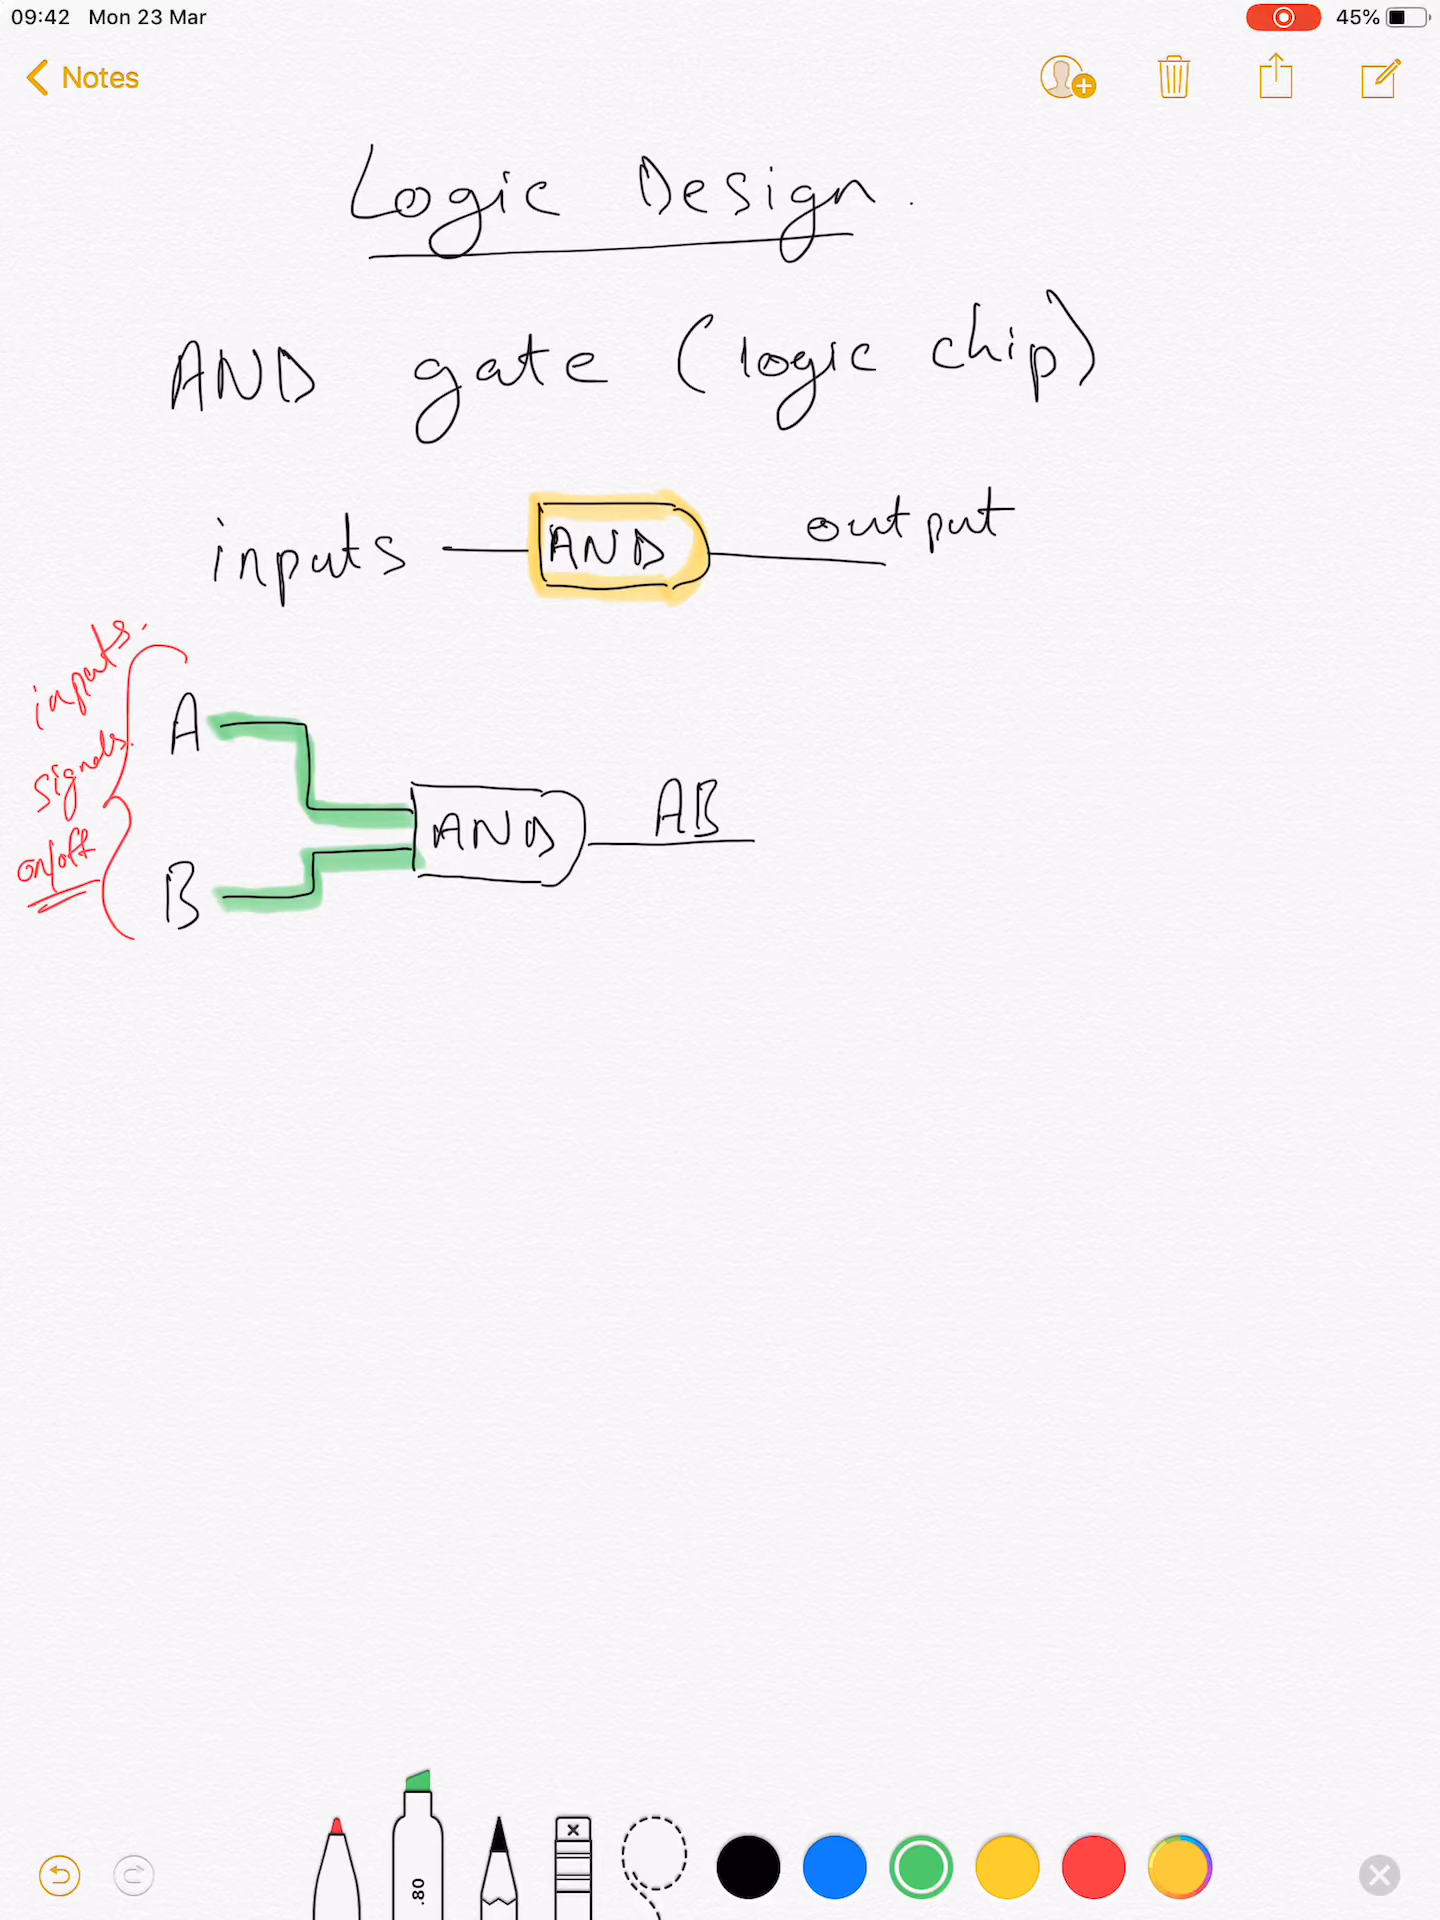 09:42 Mon 23 Mar 45%
Notes
Logic Design.
AND gate (logic chip)
inputs AND output
inputs.
signals.
on/off
A
AND AB
B
.80